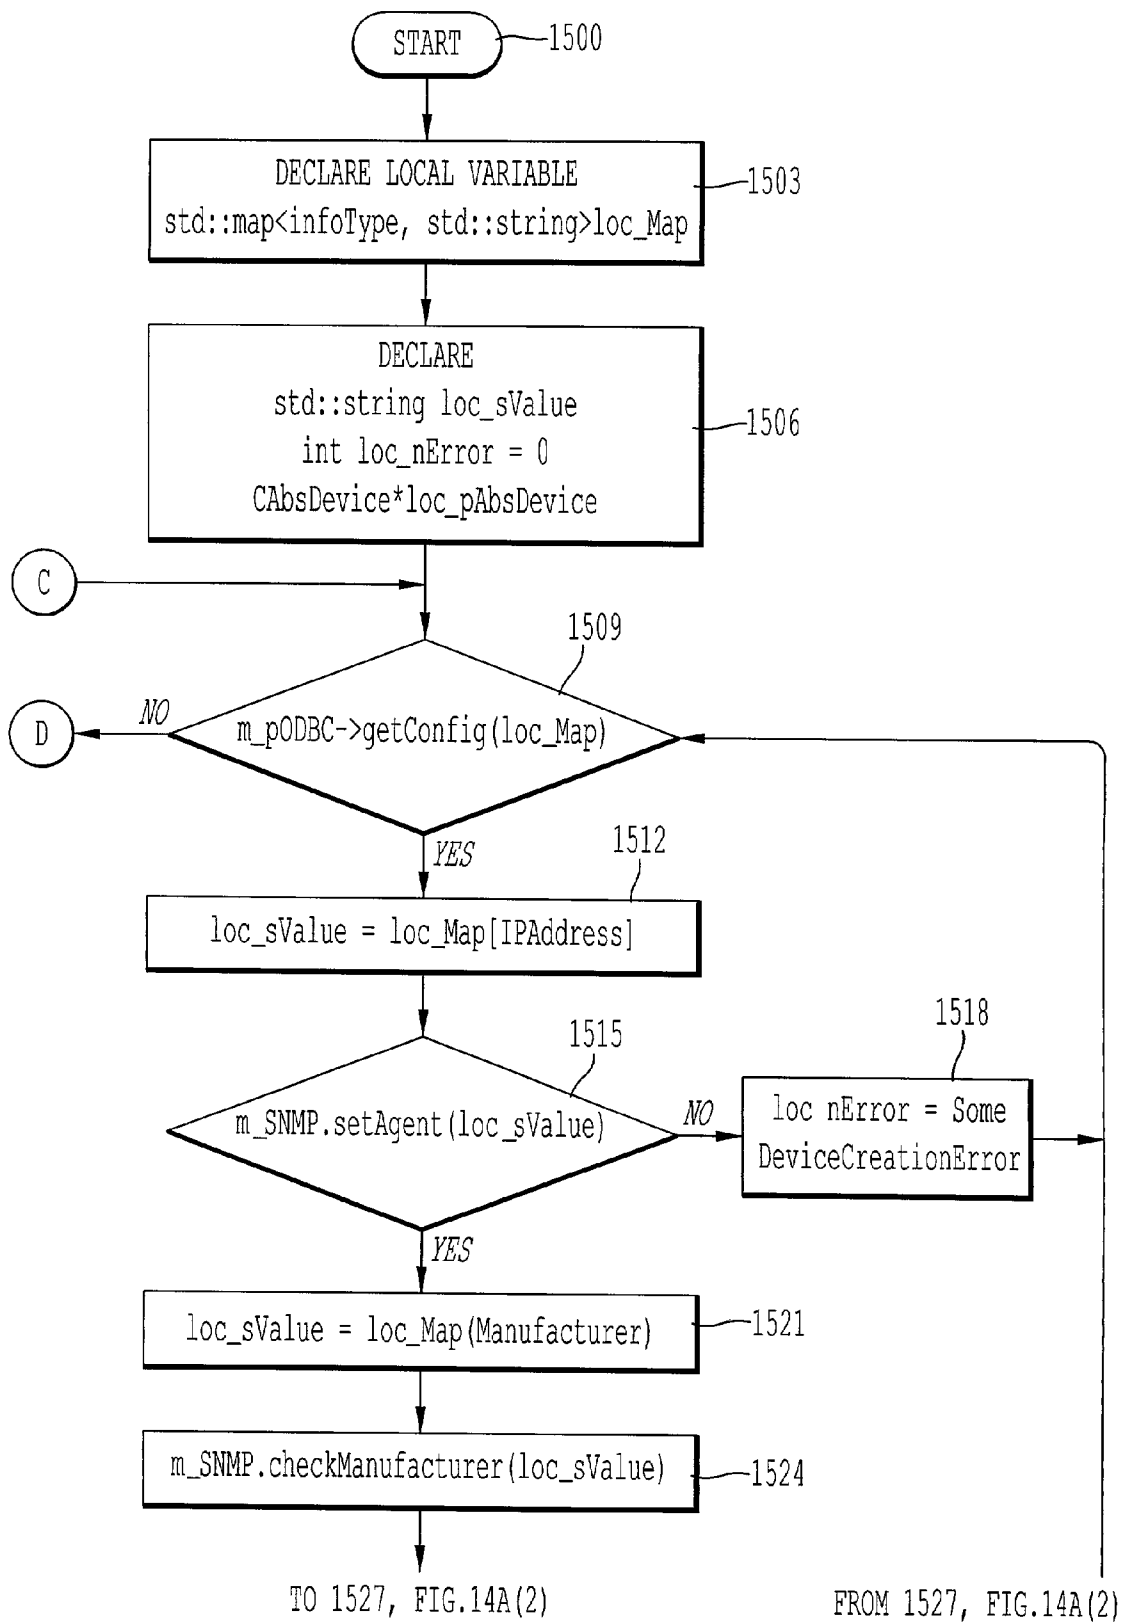 START
1500
DECLARE LOCAL VARIABLE
std::map<infoType, std::string>loc_Map
1503
DECLARE
std::string loc_sValue
int loc_nError = 0
CAbsDevice*loc_pAbsDevice
1506
C
1509
m_pODBC->getConfig(loc_Map)
NO
D
YES
1512
loc_sValue = loc_Map[IPAddress]
1515
m_SNMP.setAgent(loc_sValue)
NO
1518
loc nError = Some
DeviceCreationError
YES
loc_sValue = loc_Map(Manufacturer)
1521
m_SNMP.checkManufacturer(loc_sValue)
1524
TO 1527, FIG.14A(2)
FROM 1527, FIG.14A(2)